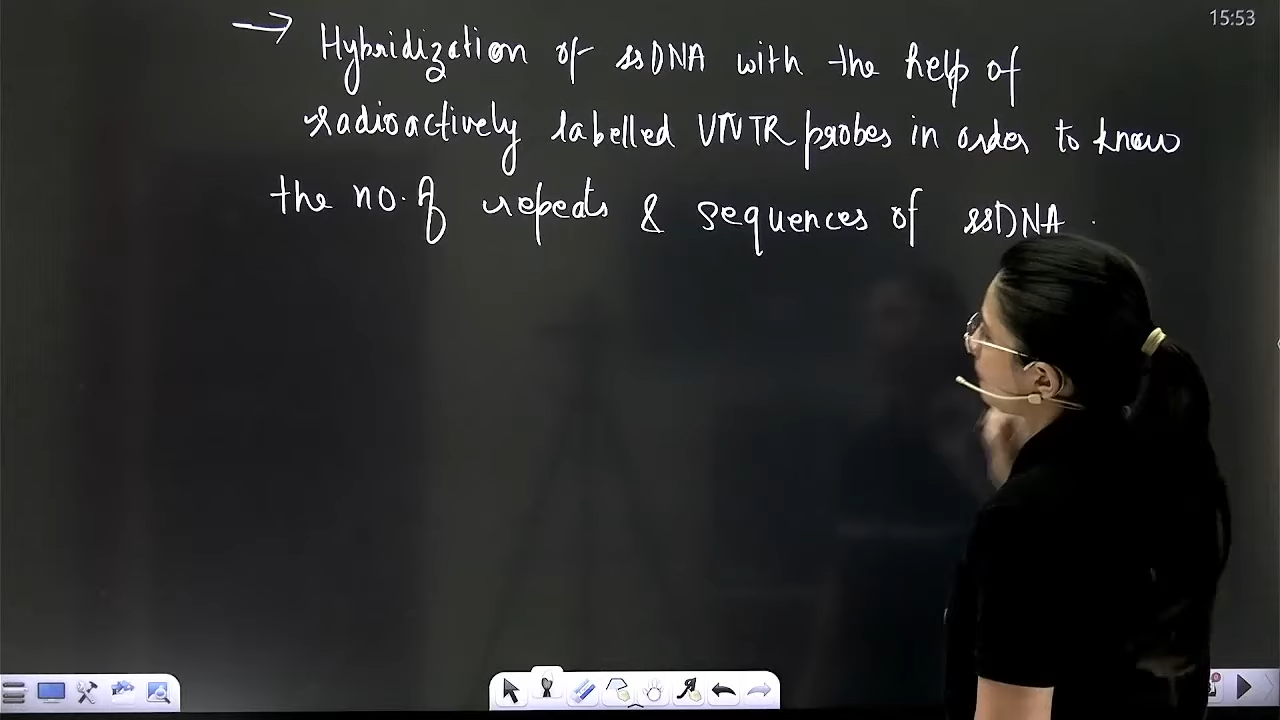 15:53
→ Hybridization of ssDNA with the help of
radioactively labelled VNTR probes in order to know
the no. of repeats & sequences of ssDNA.